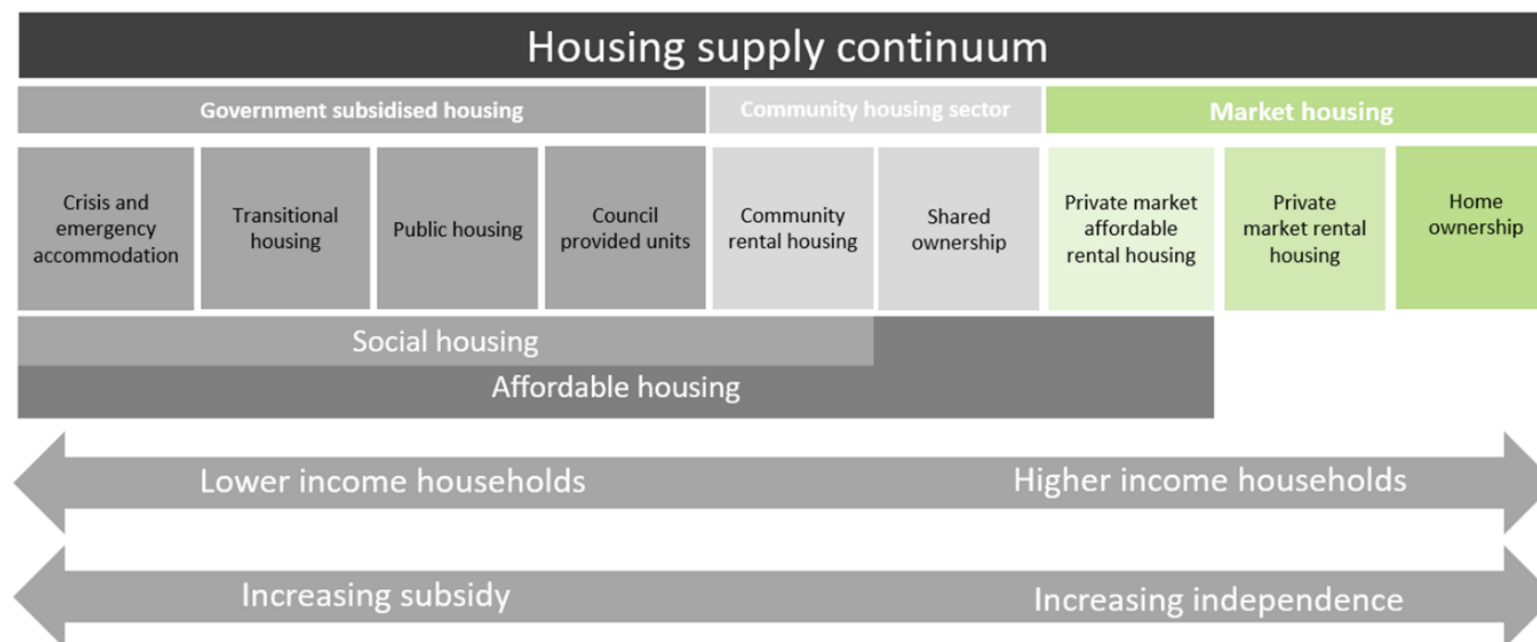 Housing supply continuum
Government subsidised housing
Community housing sector
Market housing
Crisis and
emergency
accommodation
Transitional
housing
Public housing
Council
provided units
Community
rental housing
Shared
ownership
Private market
affordable
rental housing
Private
market rental
housing
Home
ownership
Social housing
Affordable housing
Lower income households
Higher income households
Increasing subsidy
Increasing independence